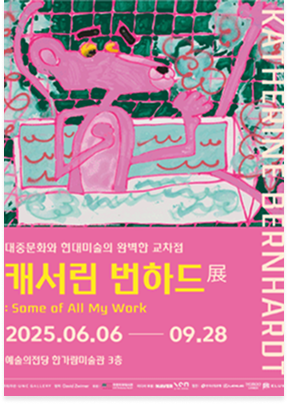 KATHERINE BERNHARDT
대중문화와 현대미술의 완벽한 교차점
캐서린 번하드展
: Some of All My Work
2025.06.06 — 09.28
예술의전당 한가람미술관 3층